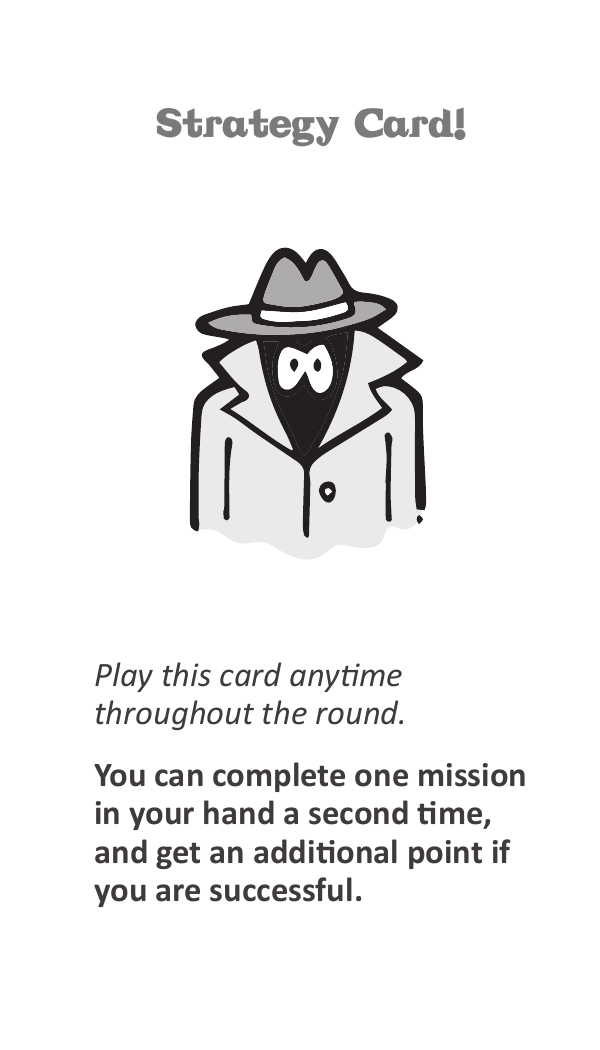 Strategy Card!
Play this card anytime
throughout the round.
You can complete one mission
in your hand a second time,
and get an additional point if
you are successful.